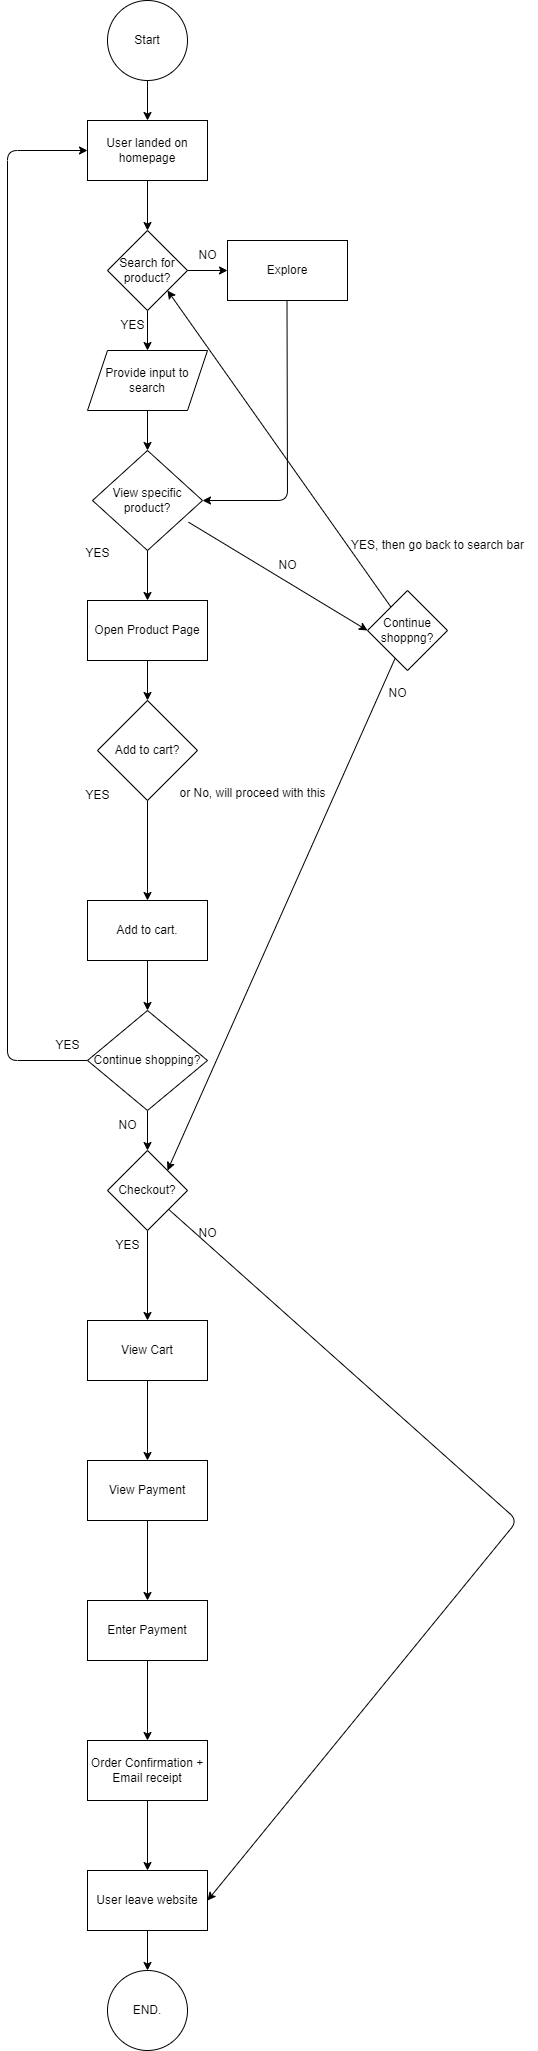 Start
User landed on
homepage
Search for
product?
NO
Explore
YES
Provide input to
search
View specific
product?
YES
NO
YES, then go back to search bar
Open Product Page
Continue
shoppng?
NO
Add to cart?
YES
or No, will proceed with this
Add to cart.
Continue shopping?
YES
NO
Checkout?
YES
NO
View Cart
View Payment
Enter Payment
Order Confirmation +
Email receipt
User leave website
END.